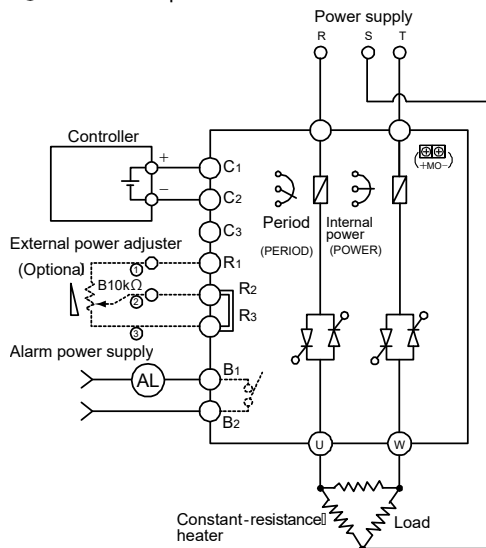 Power supply
R S T
Controller
+
−
C1
C2
C3
(+MO−)
Period
(PERIOD)
Internal
power
(POWER)
External power adjuster
(Optional)
R1
①
B10kΩ
②
R2
R3
③
Alarm power supply
AL
B1
B2
U W
Constant-resistance
heater
Load